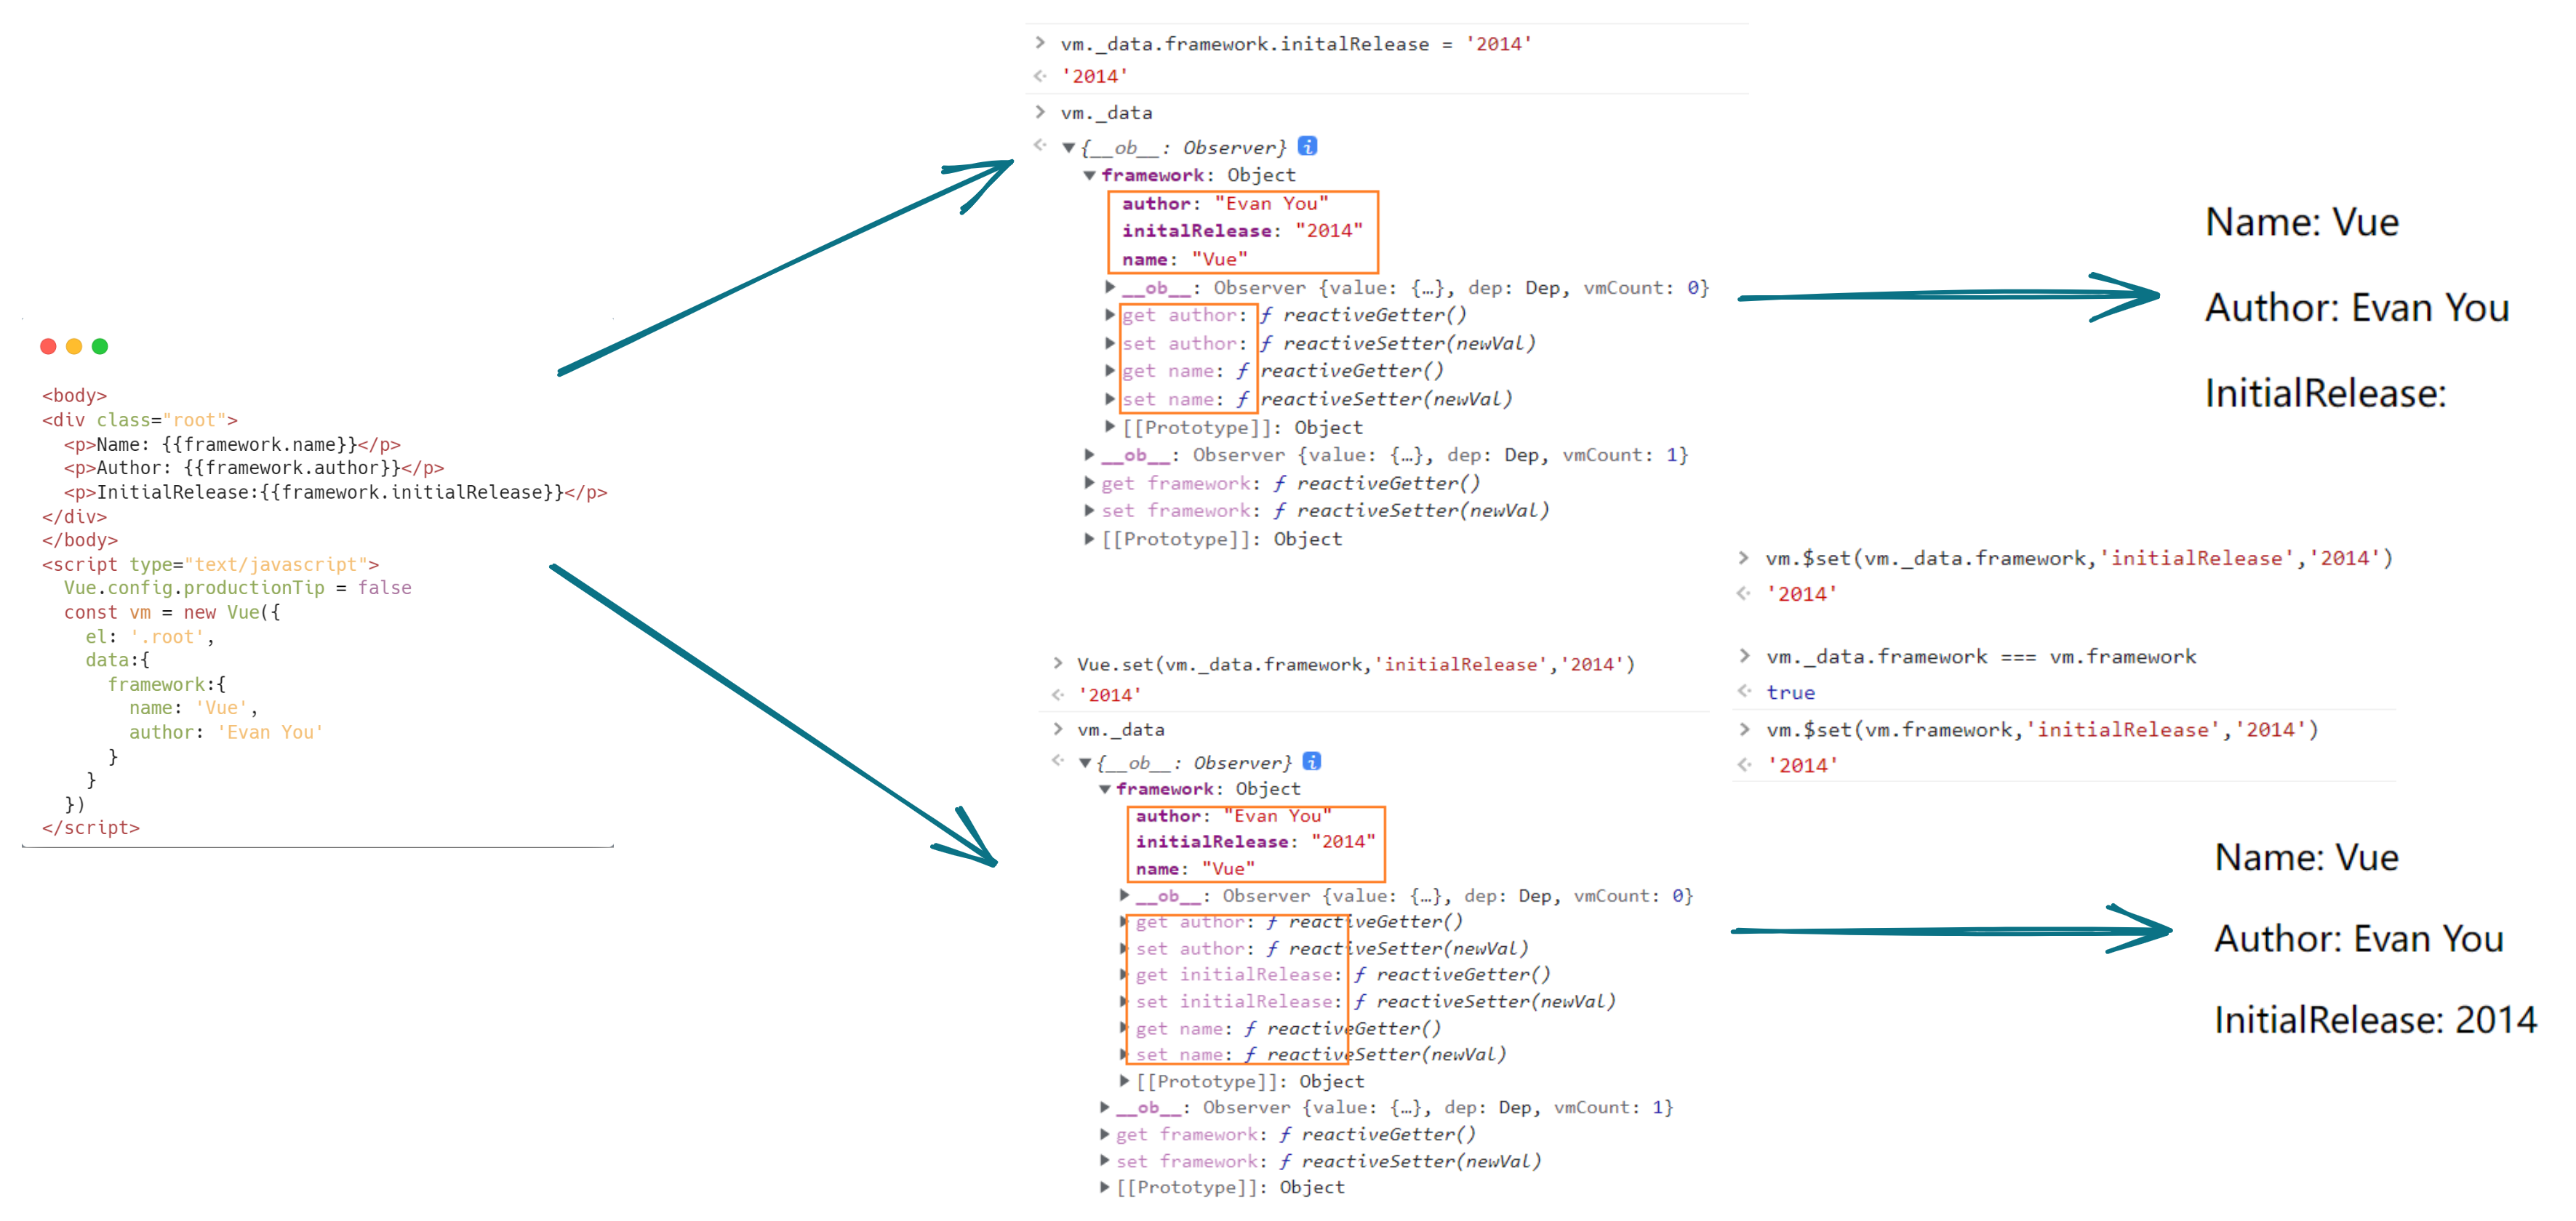 <body>
<div class="root">
<p>Name: {{framework.name}}</p>
<p>Author: {{framework.author}}</p>
<p>InitialRelease:{{framework.initialRelease}}</p>
</div>
</body>
<script type="text/javascript">
Vue.config.productionTip = false
const vm = new Vue({
el: '.root',
data:{
framework:{
name: 'Vue',
author: 'Evan You'
}
}
})
</script>
> vm._data.framework.initalRelease = '2014'
'2014'
> vm._data
{__ob__: Observer} i
framework: Object
author: "Evan You"
initalRelease: "2014"
name: "Vue"
__ob__: Observer {value: {…}, dep: Dep, vmCount: 0}
get author: ƒ reactiveGetter()
set author: ƒ reactiveSetter(newVal)
get name: ƒ reactiveGetter()
set name: ƒ reactiveSetter(newVal)
[[Prototype]]: Object
__ob__: Observer {value: {…}, dep: Dep, vmCount: 1}
get framework: ƒ reactiveGetter()
set framework: ƒ reactiveSetter(newVal)
[[Prototype]]: Object
Name: Vue
Author: Evan You
InitialRelease:
> Vue.set(vm._data.framework,'initialRelease','2014')
'2014'
> vm._data
{__ob__: Observer} i
framework: Object
author: "Evan You"
initialRelease: "2014"
name: "Vue"
__ob__: Observer {value: {…}, dep: Dep, vmCount: 0}
get author: ƒ reactiveGetter()
set author: ƒ reactiveSetter(newVal)
get initialRelease: ƒ reactiveGetter()
set initialRelease: ƒ reactiveSetter(newVal)
get name: ƒ reactiveGetter()
set name: ƒ reactiveSetter(newVal)
[[Prototype]]: Object
__ob__: Observer {value: {…}, dep: Dep, vmCount: 1}
get framework: ƒ reactiveGetter()
set framework: ƒ reactiveSetter(newVal)
[[Prototype]]: Object
> vm.$set(vm._data.framework,'initialRelease','2014')
'2014'
> vm._data.framework === vm.framework
true
> vm.$set(vm.framework,'initialRelease','2014')
'2014'
Name: Vue
Author: Evan You
InitialRelease: 2014